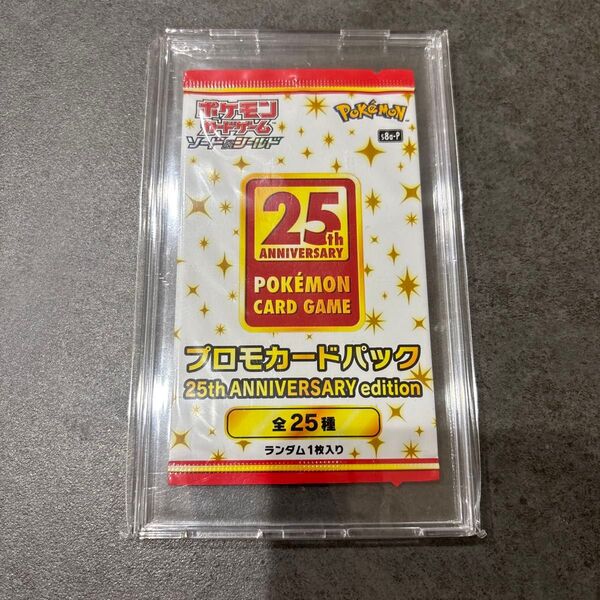 ポケモン
カードゲーム
ソード&シールド
POKÉMON
s8a-P
25th
ANNIVERSARY
POKÉMON
CARD GAME
プロモカードパック
25th ANNIVERSARY edition
全25種
ランダム1枚入り